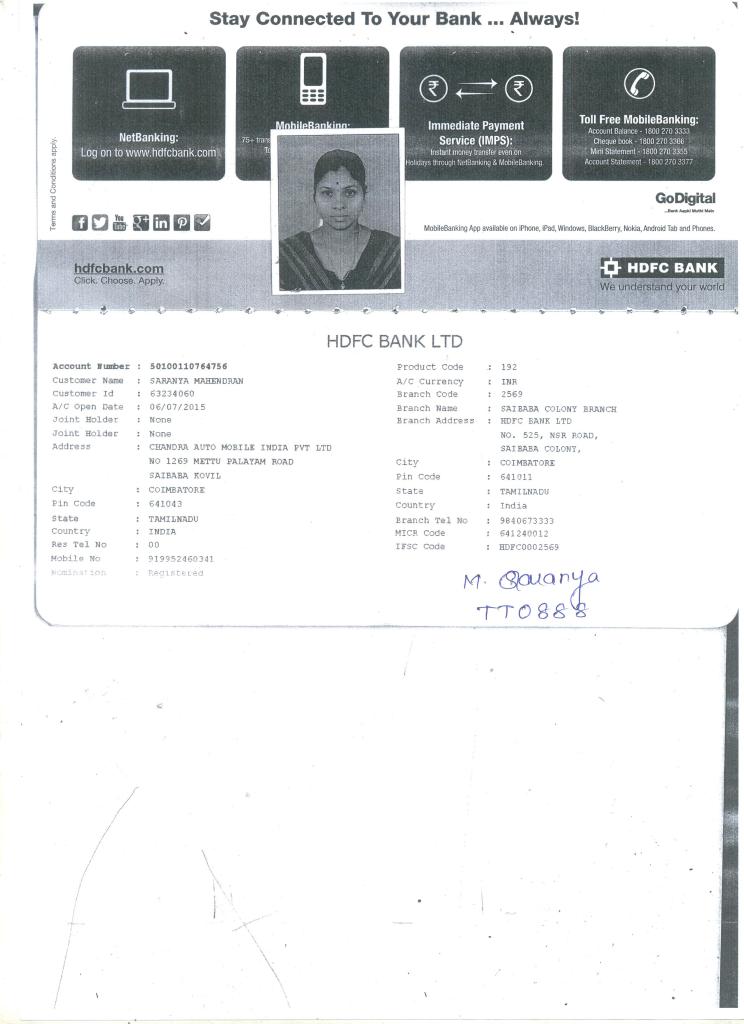 Stay Connected To Your Bank ... Always!
NetBanking:
Log on to www.hdfcbank.com
MobileBanking:
75+ trans
To
Immediate Payment
Service (IMPS):
Instant money transfer even on
Holidays through NetBanking & MobileBanking.
Toll Free MobileBanking:
Account Balance - 1800 270 3333
Cheque book - 1800 270 3366
Mini Statement - 1800 270 3355
Account Statement - 1800 270 3377
Terms and Conditions apply.
GoDigital
...Bank Aapki Muthi Mein
MobileBanking App available on iPhone, iPad, Windows, BlackBerry, Nokia, Android Tab and Phones.
hdfcbank.com
Click. Choose. Apply.
HDFC BANK
We understand your world
HDFC BANK LTD
Account Number : 50100110764756
Customer Name : SARANYA MAHENDRAN
Customer Id : 63234060
A/C Open Date : 06/07/2015
Joint Holder : None
Joint Holder : None
Address : CHANDRA AUTO MOBILE INDIA PVT LTD
NO 1269 METTU PALAYAM ROAD
SAIBABA KOVIL
City : COIMBATORE
Pin Code : 641043
State : TAMILNADU
Country : INDIA
Res Tel No : 00
Mobile No : 919952460341
Nomination : Registered
Product Code : 192
A/C Currency : INR
Branch Code : 2569
Branch Name : SAIBABA COLONY BRANCH
Branch Address : HDFC BANK LTD
NO. 525, NSR ROAD,
SAIBABA COLONY,
City : COIMBATORE
Pin Code : 641011
State : TAMILNADU
Country : India
Branch Tel No : 9840673333
MICR Code : 641240012
IFSC Code : HDFC0002569
M. Saranya
TT0888